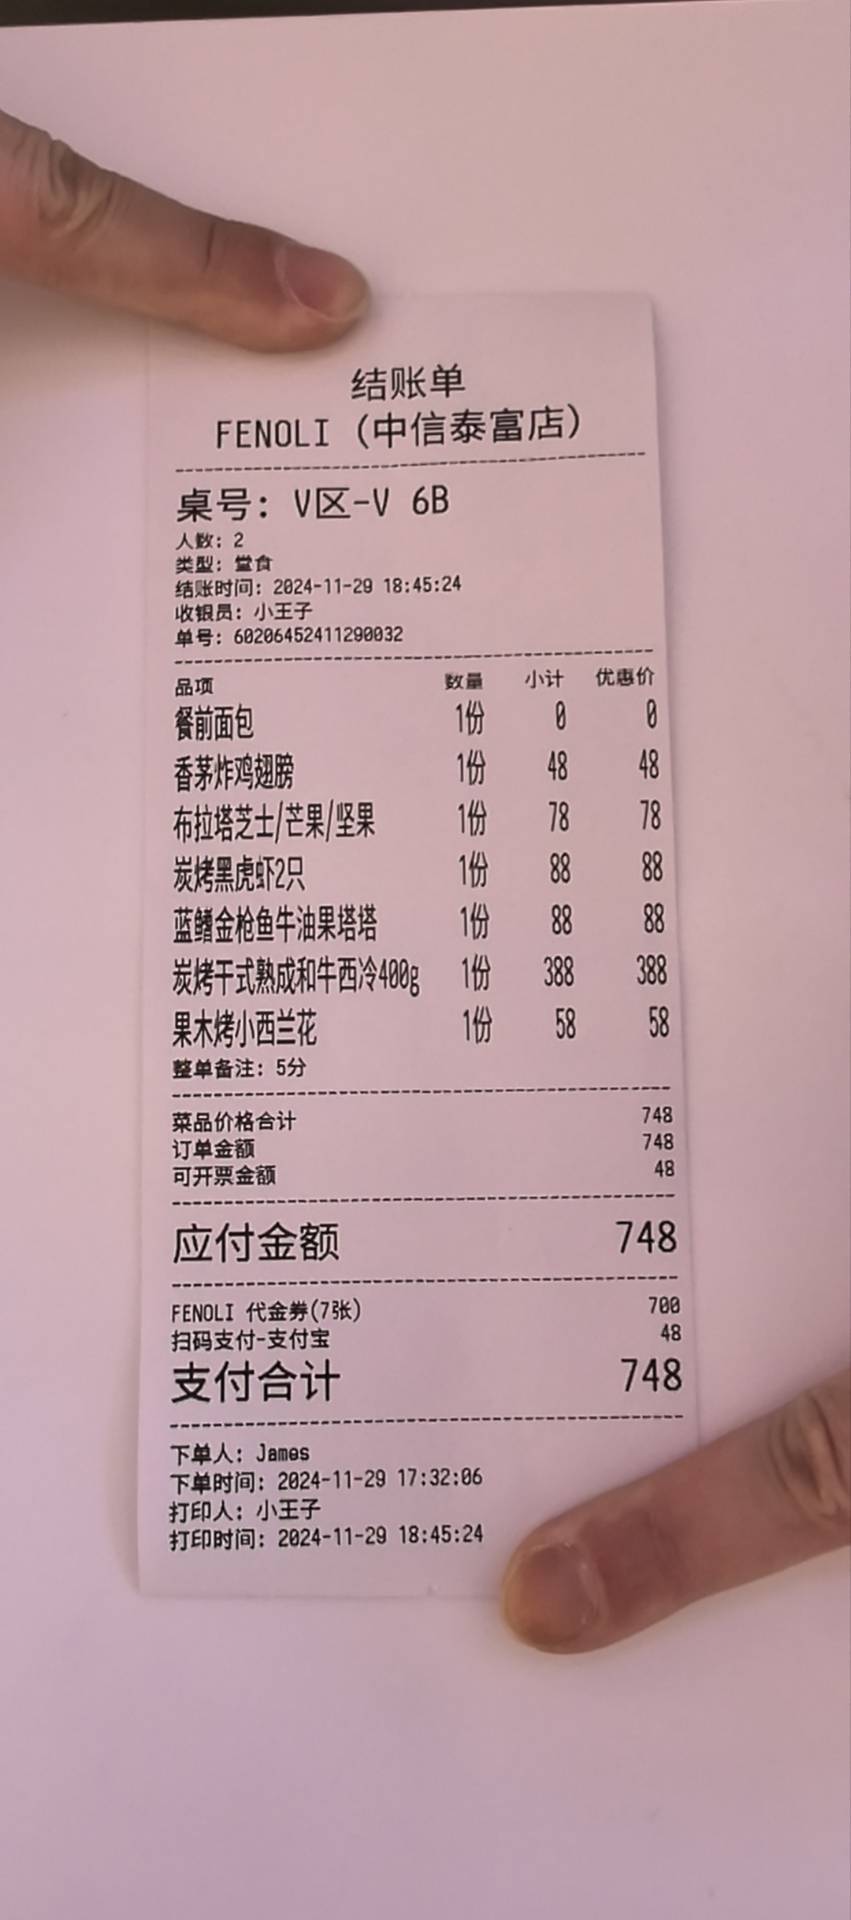 结账单
FENOLI (中信泰富店)
桌号: V区-V 6B
人数: 2
类型: 堂食
结账时间: 2024-11-29 18:45:24
收银员: 小王子
单号: 60206452411290032
品项 数量 小计 优惠价
餐前面包 1份 0 0
香茅炸鸡翅膀 1份 48 48
布拉塔芝士/芒果/坚果 1份 78 78
炭烤黑虎虾2只 1份 88 88
蓝鳍金枪鱼牛油果塔塔 1份 88 88
炭烤干式熟成和牛西冷400g 1份 388 388
果木烤小西兰花 1份 58 58
整单备注: 5分
菜品价格合计 748
订单金额 748
可开票金额 48
应付金额 748
FENOLI 代金券(7张) 700
扫码支付-支付宝 48
支付合计 748
下单人: James
下单时间: 2024-11-29 17:32:06
打印人: 小王子
打印时间: 2024-11-29 18:45:24